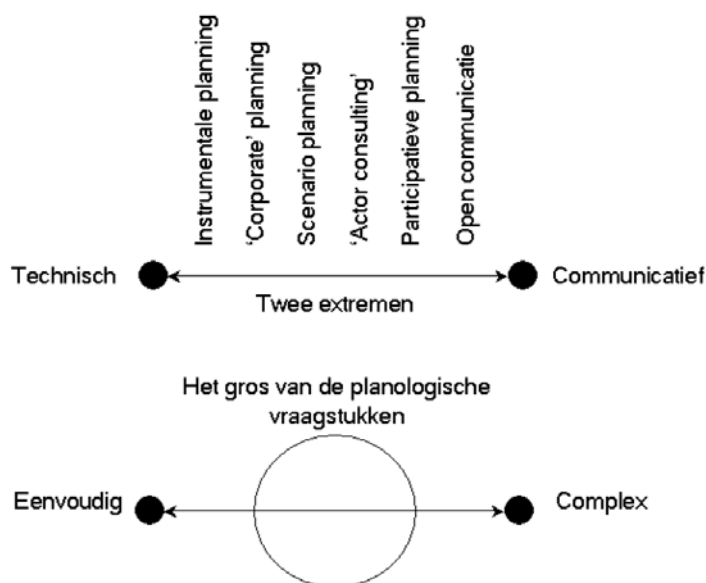 Instrumentale planning
'Corporate' planning
Scenario planning
'Actor consulting'
Participatieve planning
Open communicatie
Technisch
Communicatief
Twee extremen
Het gros van de planologische
vraagstukken
Eenvoudig
Complex